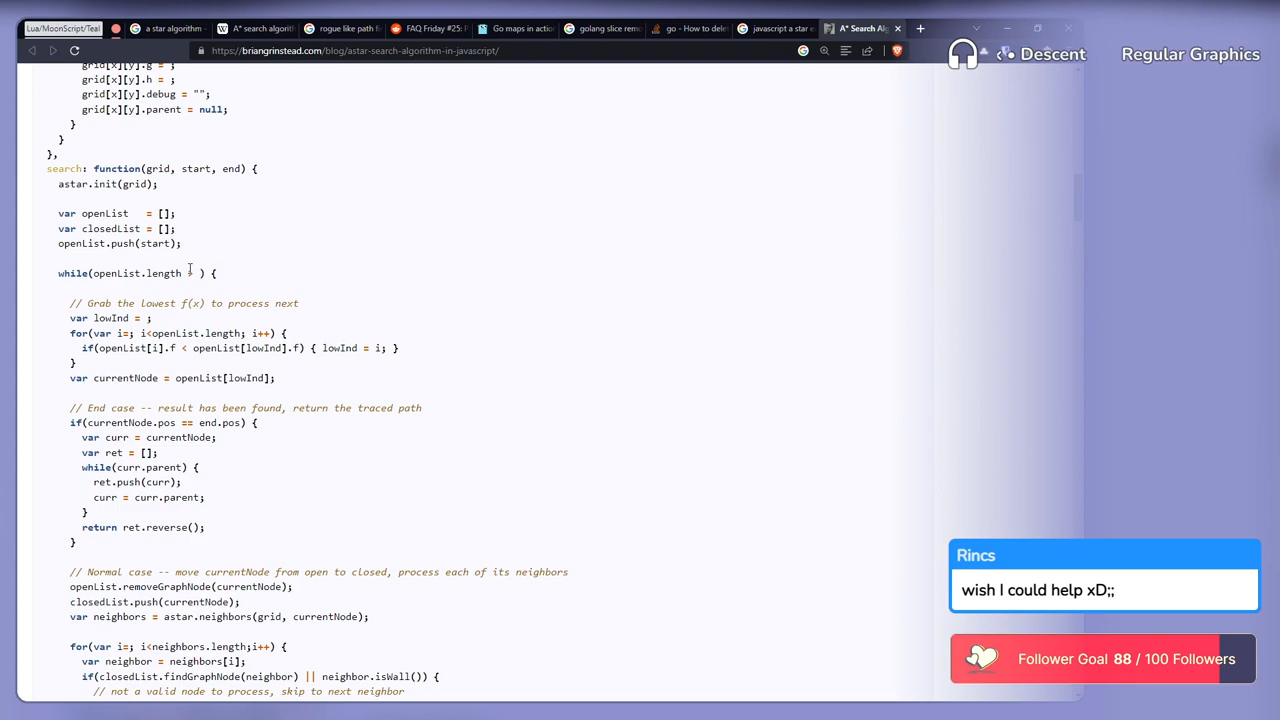 Lua/MoonScript/Teal
a star algorithm -
A* search algorithm
rogue like path f
FAQ Friday #25: P
Go maps in action
golang slice rem
go - How to delet
javascript a star e
A* Search Alg
https://briangrinstead.com/blog/astar-search-algorithm-in-javascript/
Descent
Regular Graphics
grid[x][y].g = ;
grid[x][y].h = ;
grid[x][y].debug = "";
grid[x][y].parent = null;
}
}
},
search: function(grid, start, end) {
astar.init(grid);
var openList = [];
var closedList = [];
openList.push(start);
while(openList.length > ) {
// Grab the lowest f(x) to process next
var lowInd = ;
for(var i=; i<openList.length; i++) {
if(openList[i].f < openList[lowInd].f) { lowInd = i; }
}
var currentNode = openList[lowInd];
// End case -- result has been found, return the traced path
if(currentNode.pos == end.pos) {
var curr = currentNode;
var ret = [];
while(curr.parent) {
ret.push(curr);
curr = curr.parent;
}
return ret.reverse();
}
// Normal case -- move currentNode from open to closed, process each of its neighbors
openList.removeGraphNode(currentNode);
closedList.push(currentNode);
var neighbors = astar.neighbors(grid, currentNode);
for(var i=; i<neighbors.length;i++) {
var neighbor = neighbors[i];
if(closedList.findGraphNode(neighbor) || neighbor.isWall()) {
// not a valid node to process, skip to next neighbor
Rincs
wish I could help xD;;
Follower Goal 88 / 100 Followers